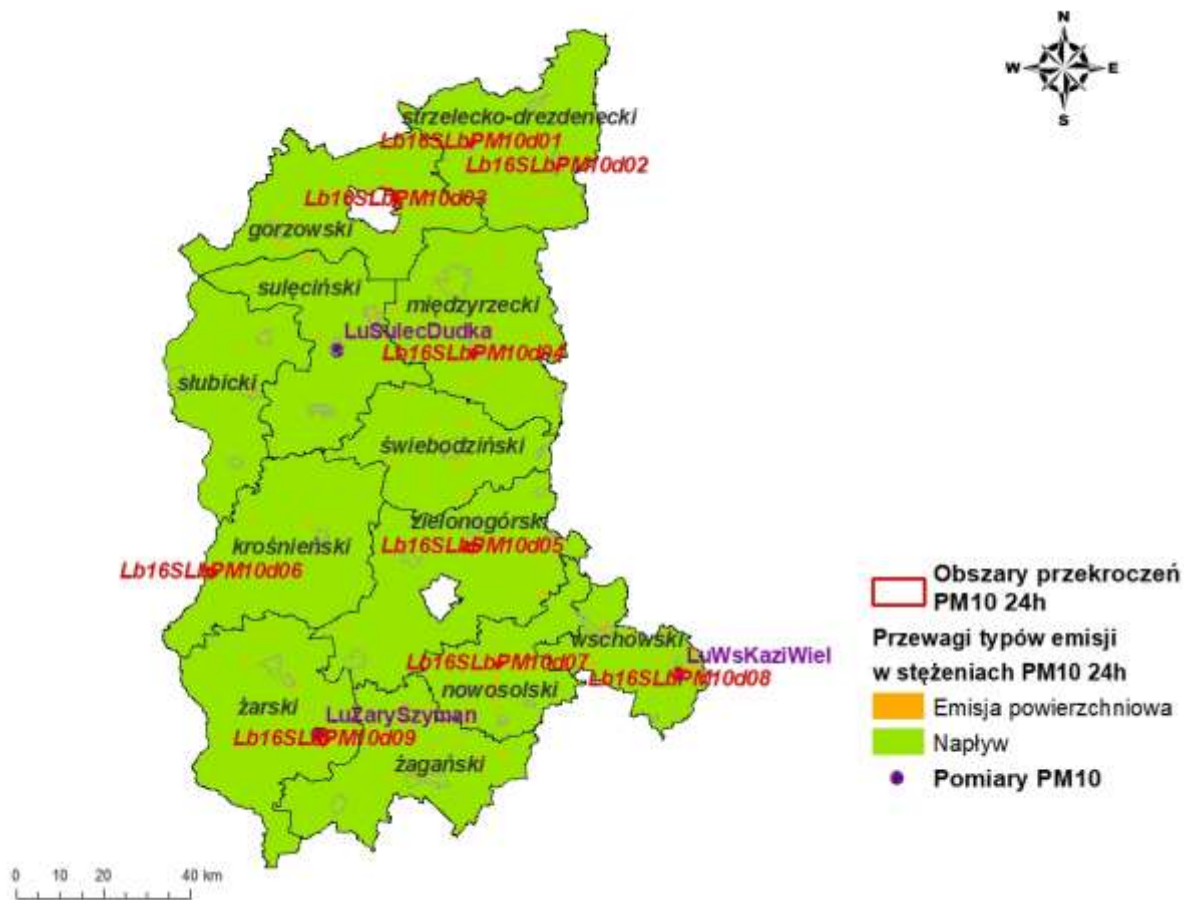 N
W E
S
strzelecko-drezdenecki
Lb16SLbPM10d01
Lb16SLbPM10d02
Lb16SLbPM10d03
gorzowski
sulęciński
międzyrzecki
LuSulecDudka
Lb16SLbPM10d04
słubicki
świebodziński
zielonogórski
Lb16SLbPM10d05
krośnieński
Lb16SLbPM10d06
wschowski
LuWsKaziWiel
Lb16SLbPM10d07
Lb16SLbPM10d08
nowosolski
żarski
LuZarySzyman
Lb16SLbPM10d09
żagański
Obszary przekroczeń
PM10 24h
Przewagi typów emisji
w stężeniach PM10 24h
Emisja powierzchniowa
Napływ
Pomiary PM10
0 10 20 40 km